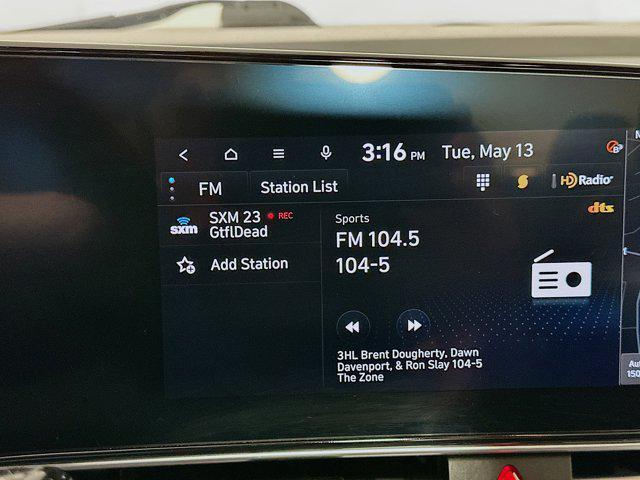 3:16 PM Tue, May 13
FM Station List HD Radio
dts
sxm SXM 23 REC
GtflDead
Add Station
Sports
FM 104.5
104-5
3HL Brent Dougherty, Dawn
Davenport, & Ron Slay 104-5
The Zone